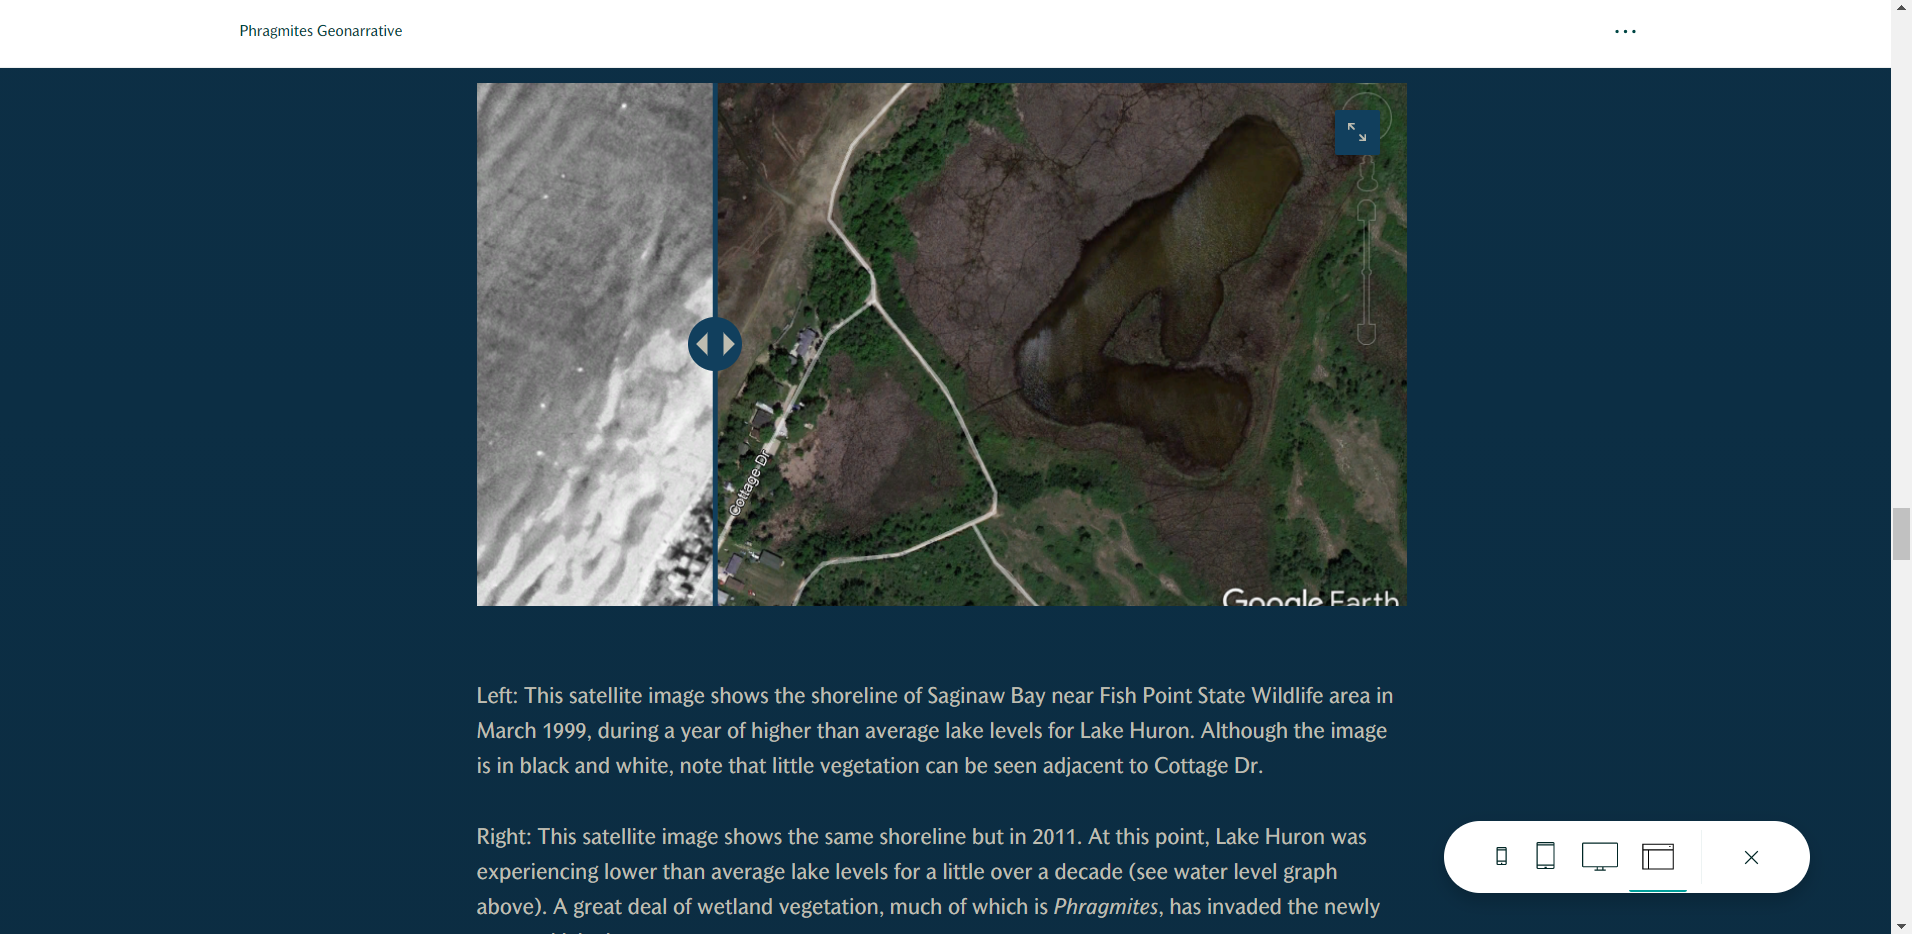 Phragmites Geonarrative
Cottage Dr
Google Earth
Left: This satellite image shows the shoreline of Saginaw Bay near Fish Point State Wildlife area in
March 1999, during a year of higher than average lake levels for Lake Huron. Although the image
is in black and white, note that little vegetation can be seen adjacent to Cottage Dr.
Right: This satellite image shows the same shoreline but in 2011. At this point, Lake Huron was
experiencing lower than average lake levels for a little over a decade (see water level graph
above). A great deal of wetland vegetation, much of which is Phragmites, has invaded the newly